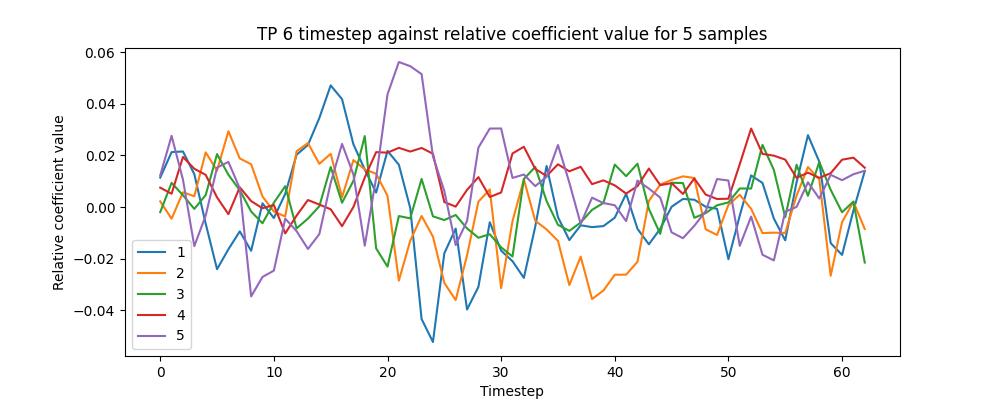 TP 6 timestep against relative coefficient value for 5 samples
Relative coefficient value
0.06
0.04
0.02
0.00
−0.02
−0.04
1
2
3
4
5
0 10 20 30 40 50 60
Timestep